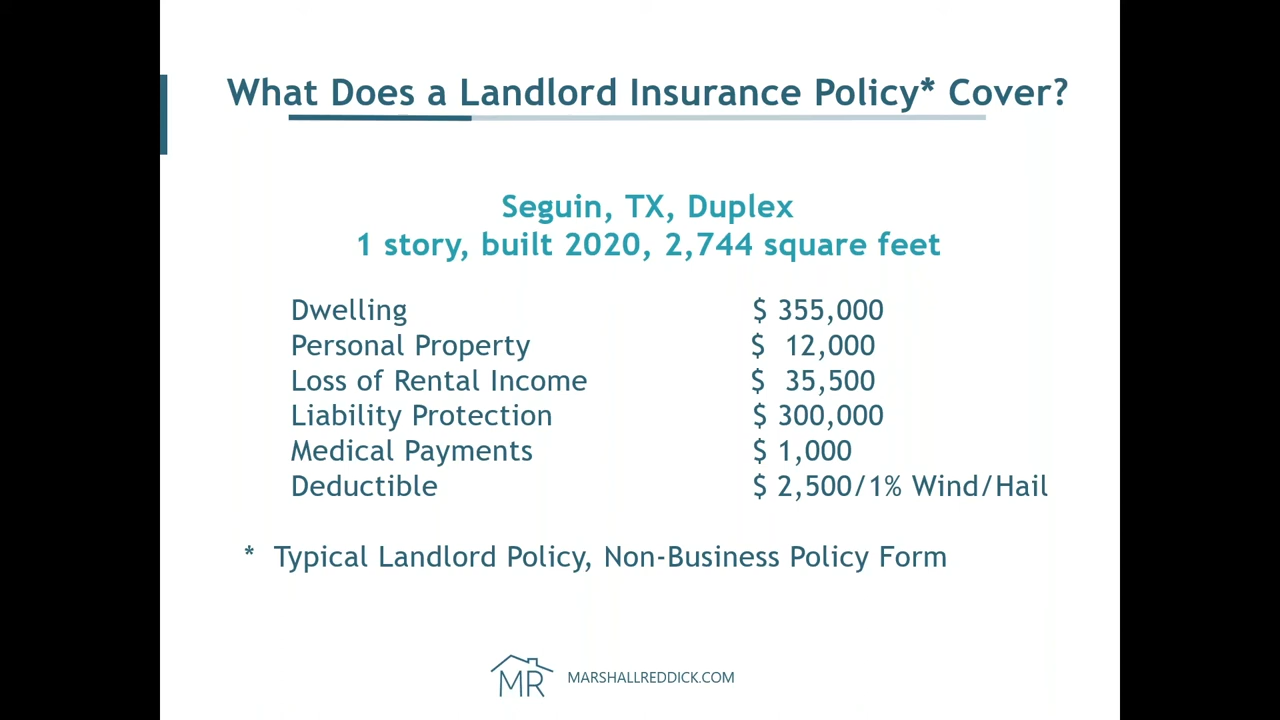 What Does a Landlord Insurance Policy* Cover?
Seguin, TX, Duplex
1 story, built 2020, 2,744 square feet
Dwelling $ 355,000
Personal Property $ 12,000
Loss of Rental Income $ 35,500
Liability Protection $ 300,000
Medical Payments $ 1,000
Deductible $ 2,500/1% Wind/Hail
* Typical Landlord Policy, Non-Business Policy Form
MR MARSHALLREDDICK.COM